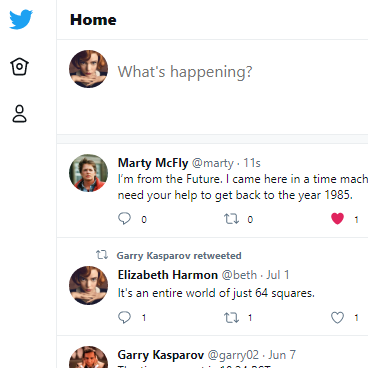 Home
What's happening?
Marty McFly @marty · 11s
I'm from the Future. I came here in a time mach
need your help to get back to the year 1985.
0 0 1
Garry Kasparov retweeted
Elizabeth Harmon @beth · Jul 1
It's an entire world of just 64 squares.
1 1 1
Garry Kasparov @garry02 · Jun 7